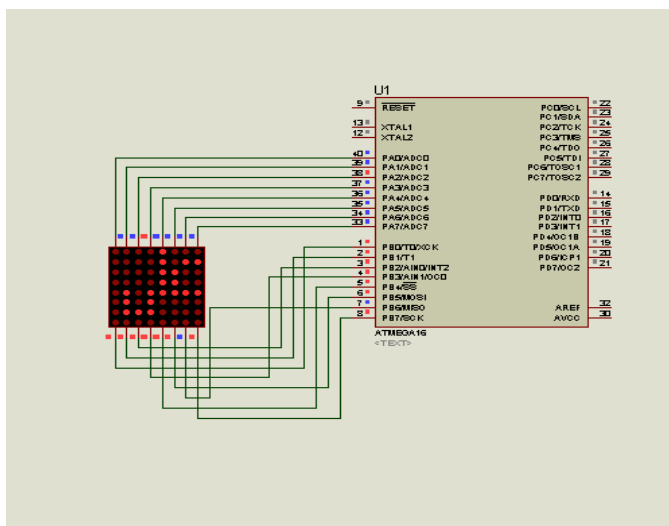 U1
9 RESET
13 XTAL1
12 XTAL2
40 PA0/ADC0
39 PA1/ADC1
38 PA2/ADC2
37 PA3/ADC3
36 PA4/ADC4
35 PA5/ADC5
34 PA6/ADC6
33 PA7/ADC7
1 PB0/T0/XCK
2 PB1/T1
3 PB2/AIN0/INT2
4 PB3/AIN1/OC0
5 PB4/SS
6 PB5/MOSI
7 PB6/MISO
8 PB7/SCK
PC0/SCL 22
PC1/SDA 23
PC2/TCK 24
PC3/TMS 25
PC4/TDO 26
PC5/TDI 27
PC6/TOSC1 28
PC7/TOSC2 29
PD0/RXD 14
PD1/TXD 15
PD2/INT0 16
PD3/INT1 17
PD4/OC1B 18
PD5/OC1A 19
PD6/ICP1 20
PD7/OC2 21
AREF 32
AVCC 30
ATMEGA16
<TEXT>